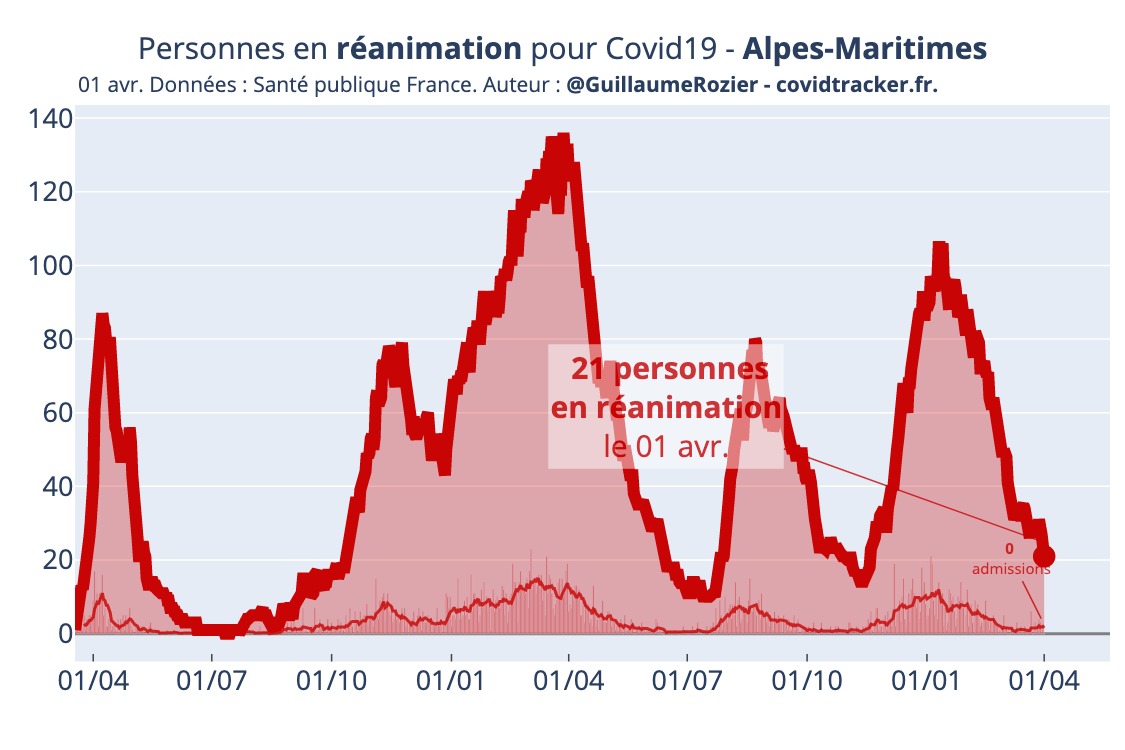 Personnes en réanimation pour Covid19 - Alpes-Maritimes
01 avr. Données : Santé publique France. Auteur : @GuillaumeRozier - covidtracker.fr.
140
120
100
80
60
40
20
0
21 personnes
en réanimation
le 01 avr.
0
admissions
01/04 01/07 01/10 01/01 01/04 01/07 01/10 01/01 01/04